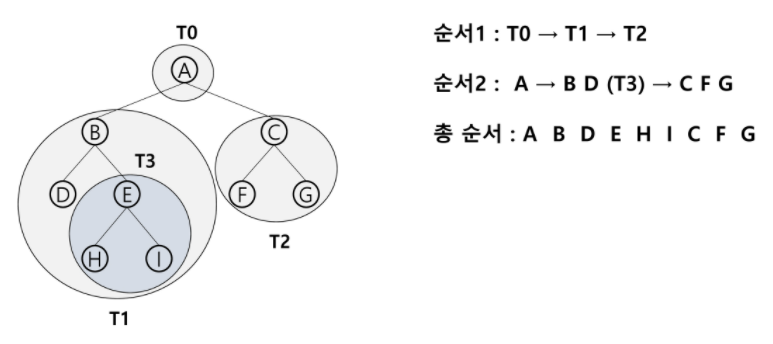 T0
순서1 : T0 → T1 → T2
A
순서2 : A → B D (T3) → C F G
B
C
총 순서 : A B D E H I C F G
T3
D
E
F
G
T2
H
I
T1